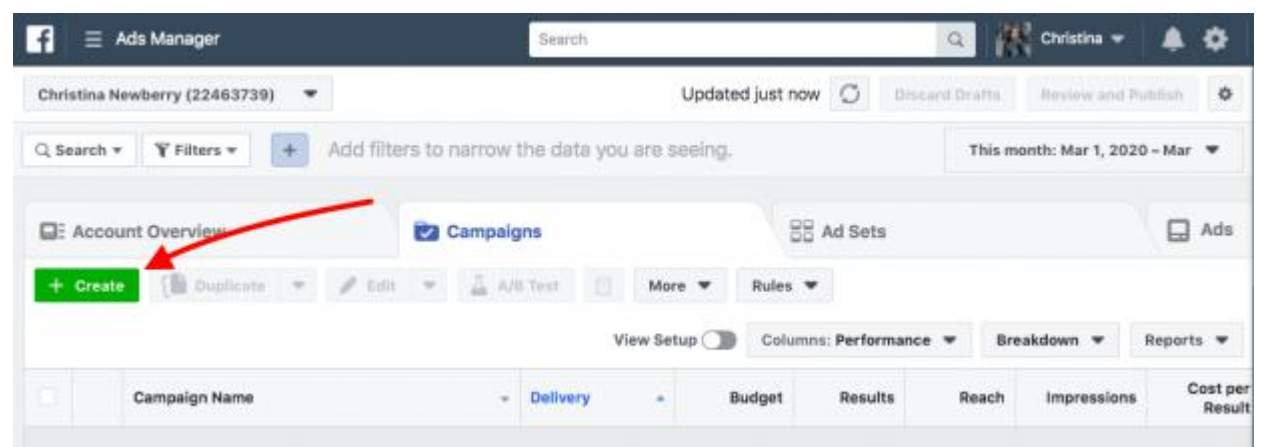 f Ads Manager Search Christina
Christina Newberry (22463739) Updated just now Discard Drafts Review and Publish
Search Filters + Add filters to narrow the data you are seeing. This month: Mar 1, 2020 – Mar
Account Overview Campaigns Ad Sets Ads
+ Create Duplicate Edit A/B Test More Rules
View Setup Columns: Performance Breakdown Reports
Campaign Name Delivery Budget Results Reach Impressions Cost per
Result